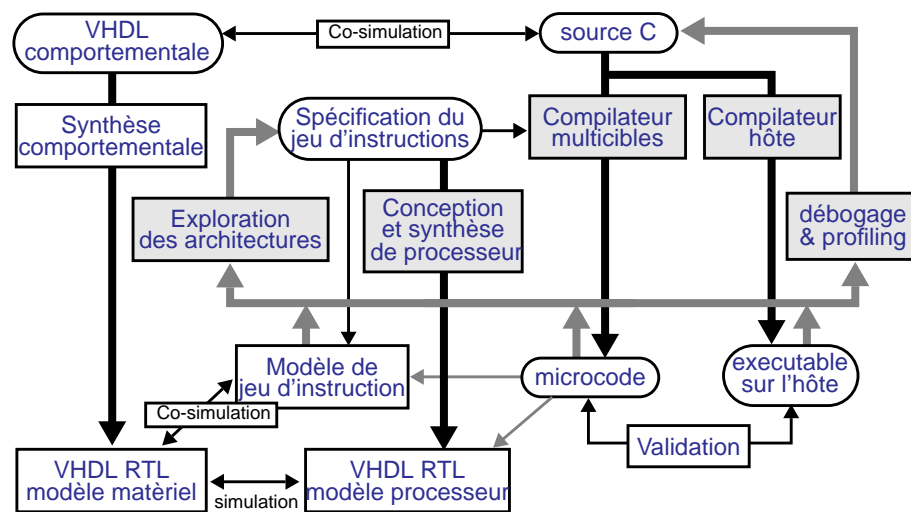 VHDL
comportementale
Co-simulation
source C
Synthèse
comportementale
Spécification du
jeu d’instructions
Compilateur
multicibles
Compilateur
hôte
Exploration
des architectures
Conception
et synthèse
de processeur
débogage
& profiling
Modèle de
jeu d’instruction
microcode
executable
sur l’hôte
Co-simulation
Validation
VHDL RTL
modèle matèriel
simulation
VHDL RTL
modèle processeur